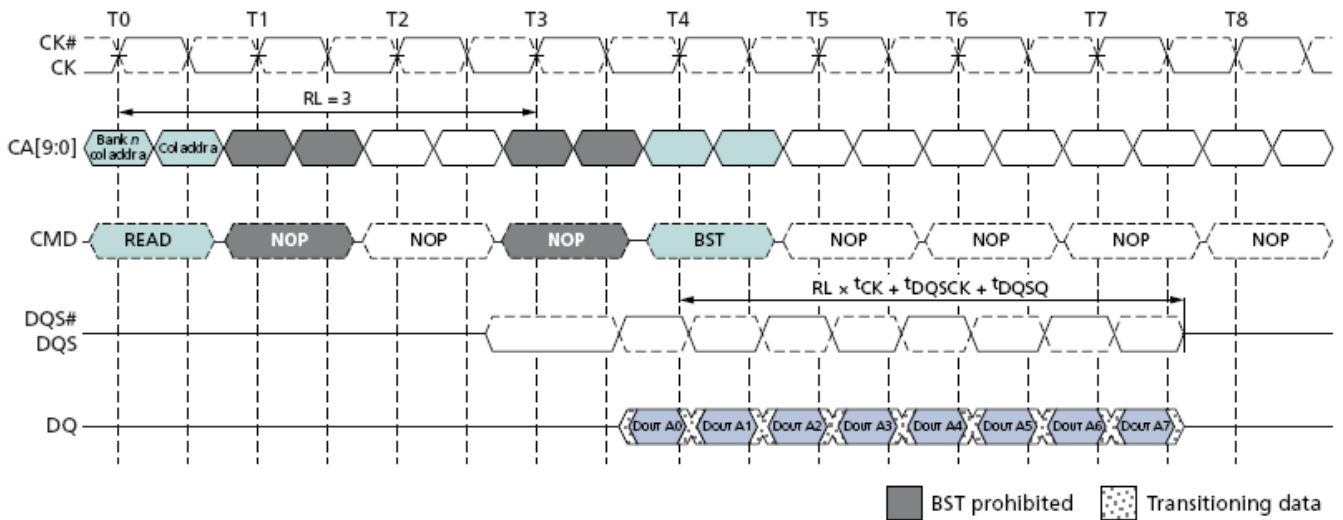 T0 T1 T2 T3 T4 T5 T6 T7 T8
CK#
CK
RL = 3
CA[9:0] Bank n col addr a Col addr a
CMD READ NOP NOP NOP BST NOP NOP NOP NOP
RL × tCK + tDQSCK + tDQSQ
DQS#
DQS
DQ DOUT A0 DOUT A1 DOUT A2 DOUT A3 DOUT A4 DOUT A5 DOUT A6 DOUT A7
BST prohibited Transitioning data